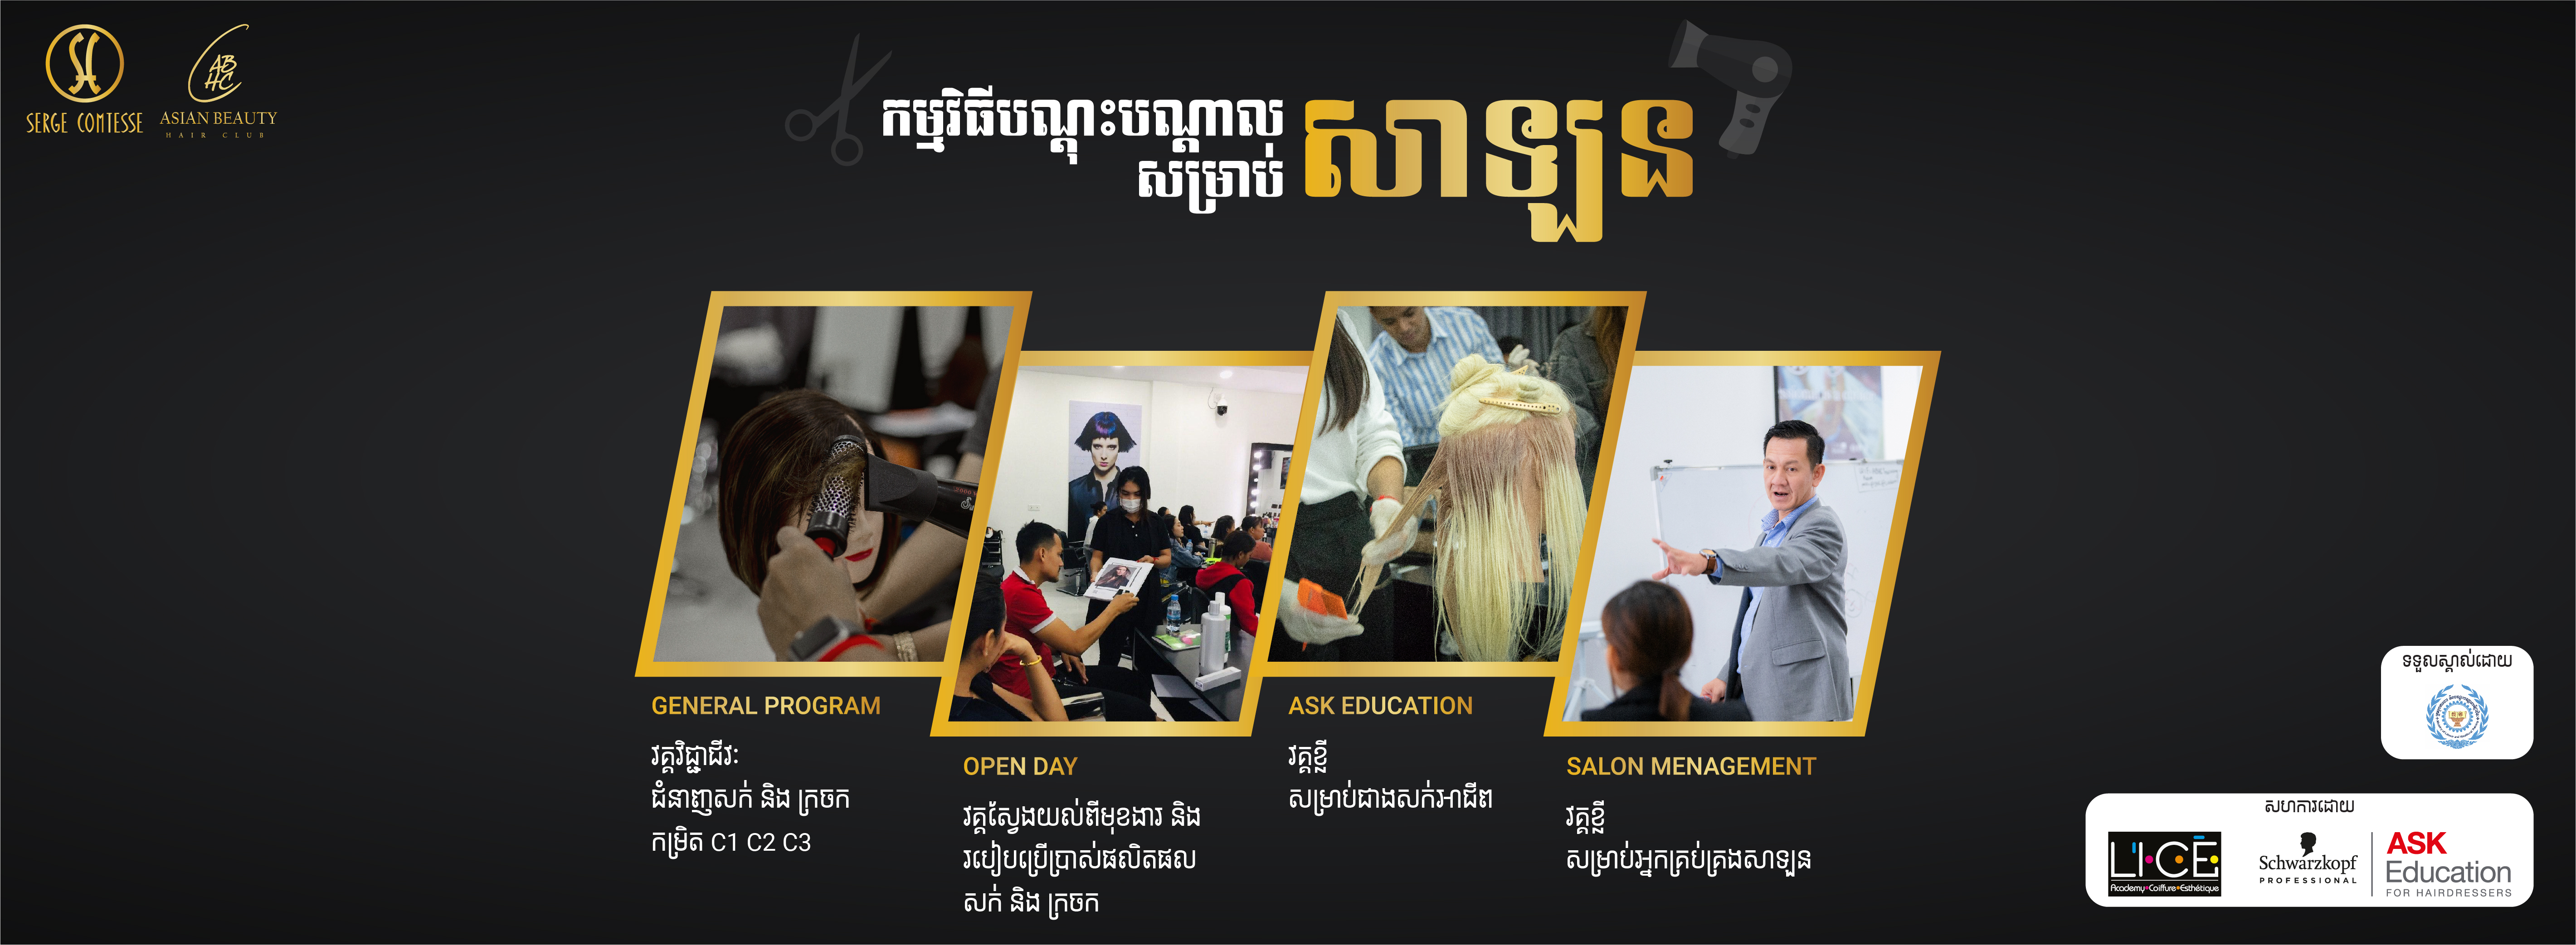 SERGE COMTESSE
ABHC
ASIAN BEAUTY
HAIR CLUB
កម្មវិធីបណ្តុះបណ្តាល
សម្រាប់
សាឡន
GENERAL PROGRAM
វគ្គវិជ្ជាជីវៈ
ជំនាញសក់ និង ក្រចក
កម្រិត C1 C2 C3
OPEN DAY
វគ្គស្វែងយល់ពីមុខងារ និង
របៀបប្រើប្រាស់ផលិតផល
សក់ និង ក្រចក
ASK EDUCATION
វគ្គខ្លី
សម្រាប់ជាងសក់អាជីព
SALON MENAGEMENT
វគ្គខ្លី
សម្រាប់អ្នកគ្រប់គ្រងសាឡន
ទទួលស្គាល់ដោយ
សហការដោយ
L'I.C.E.
Academy•Coiffure•Esthétique
Schwarzkopf
PROFESSIONAL
ASK
Education
FOR HAIRDRESSERS